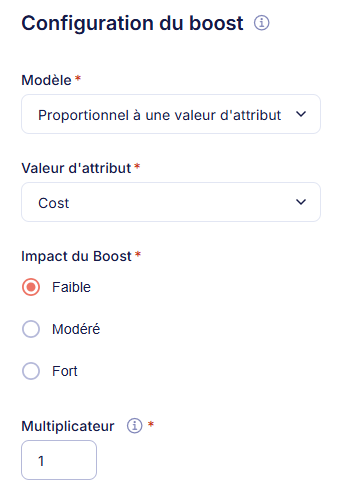 Configuration du boost
Modèle *
Proportionnel à une valeur d'attribut
Valeur d'attribut *
Cost
Impact du Boost *
Faible
Modéré
Fort
Multiplicateur *
1